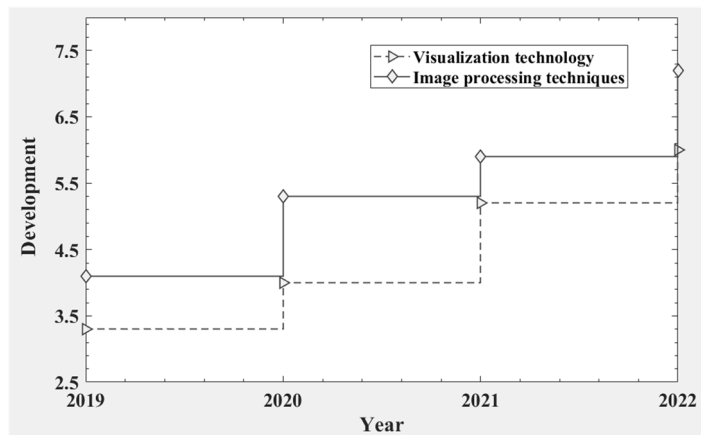 7.5
6.5
5.5
4.5
3.5
2.5
Development
Visualization technology
Image processing techniques
2019 2020 2021 2022
Year